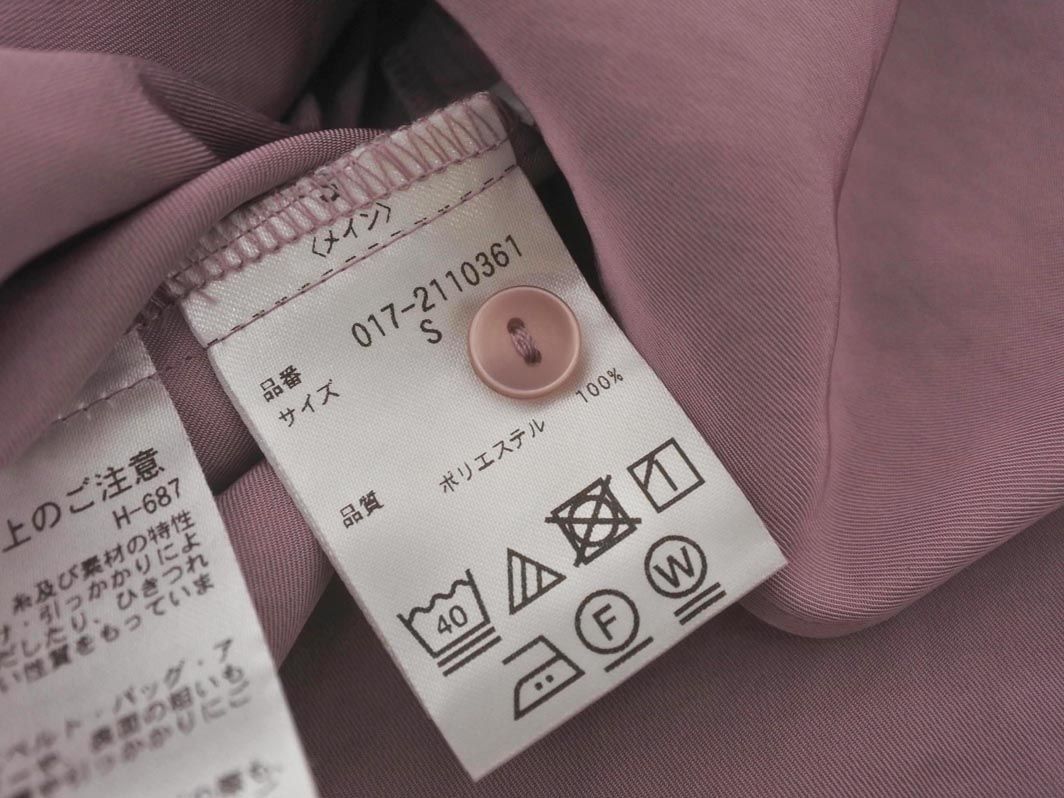 〈メイン〉
品番 017-2110361
サイズ S
品質 ポリエステル 100%
40
F
W
上のご注意
H-687
糸及び素材の特性
け・引っかかりによ
だしたり、ひきつれ
い性質をもっていま
ベルト・バッグ・ア
表面の粗いも
引っかかりにご